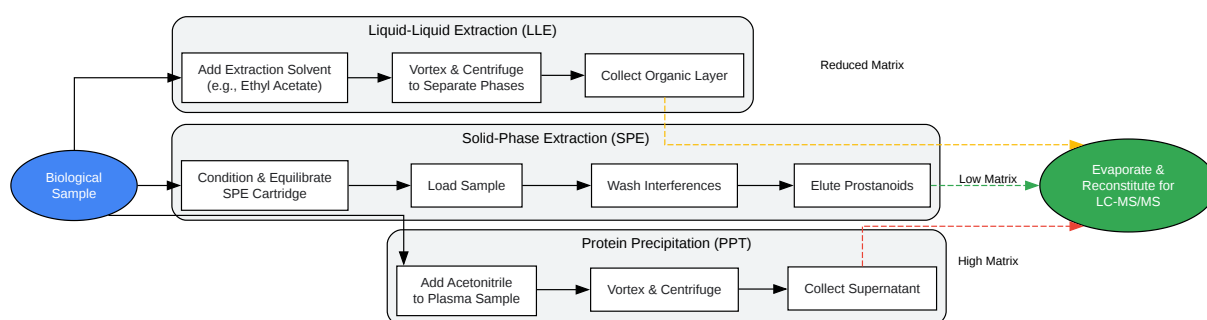 Liquid-Liquid Extraction (LLE)
Add Extraction Solvent
(e.g., Ethyl Acetate)
Vortex & Centrifuge
to Separate Phases
Collect Organic Layer
Reduced Matrix
Solid-Phase Extraction (SPE)
Biological
Sample
Condition & Equilibrate
SPE Cartridge
Load Sample
Wash Interferences
Elute Prostanoids
Low Matrix
Evaporate &
Reconstitute for
LC-MS/MS
Protein Precipitation (PPT)
Add Acetonitrile
to Plasma Sample
Vortex & Centrifuge
Collect Supernatant
High Matrix